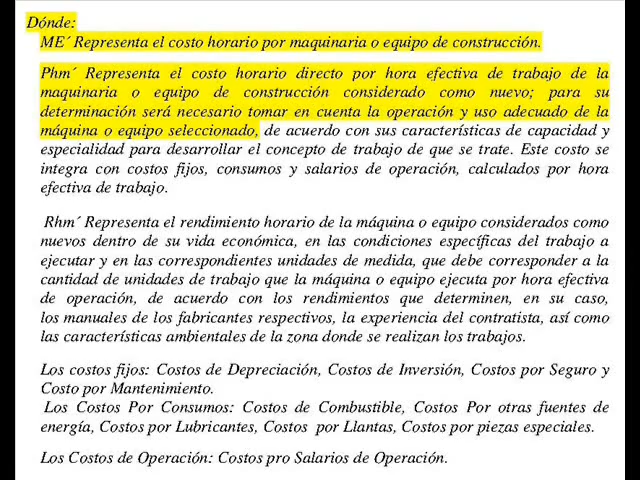 Dónde:
ME´ Representa el costo horario por maquinaria o equipo de construcción.
Phm´ Representa el costo horario directo por hora efectiva de trabajo de la
maquinaria o equipo de construcción considerado como nuevo; para su
determinación será necesario tomar en cuenta la operación y uso adecuado de la
máquina o equipo seleccionado, de acuerdo con sus características de capacidad y
especialidad para desarrollar el concepto de trabajo de que se trate. Este costo se
integra con costos fijos, consumos y salarios de operación, calculados por hora
efectiva de trabajo.
Rhm´ Representa el rendimiento horario de la máquina o equipo considerados como
nuevos dentro de su vida económica, en las condiciones específicas del trabajo a
ejecutar y en las correspondientes unidades de medida, que debe corresponder a la
cantidad de unidades de trabajo que la máquina o equipo ejecuta por hora efectiva
de operación, de acuerdo con los rendimientos que determinen, en su caso,
los manuales de los fabricantes respectivos, la experiencia del contratista, así como
las características ambientales de la zona donde se realizan los trabajos.
Los costos fijos: Costos de Depreciación, Costos de Inversión, Costos por Seguro y
Costo por Mantenimiento.
Los Costos Por Consumos: Costos de Combustible, Costos Por otras fuentes de
energía, Costos por Lubricantes, Costos por Llantas, Costos por piezas especiales.
Los Costos de Operación: Costos pro Salarios de Operación.